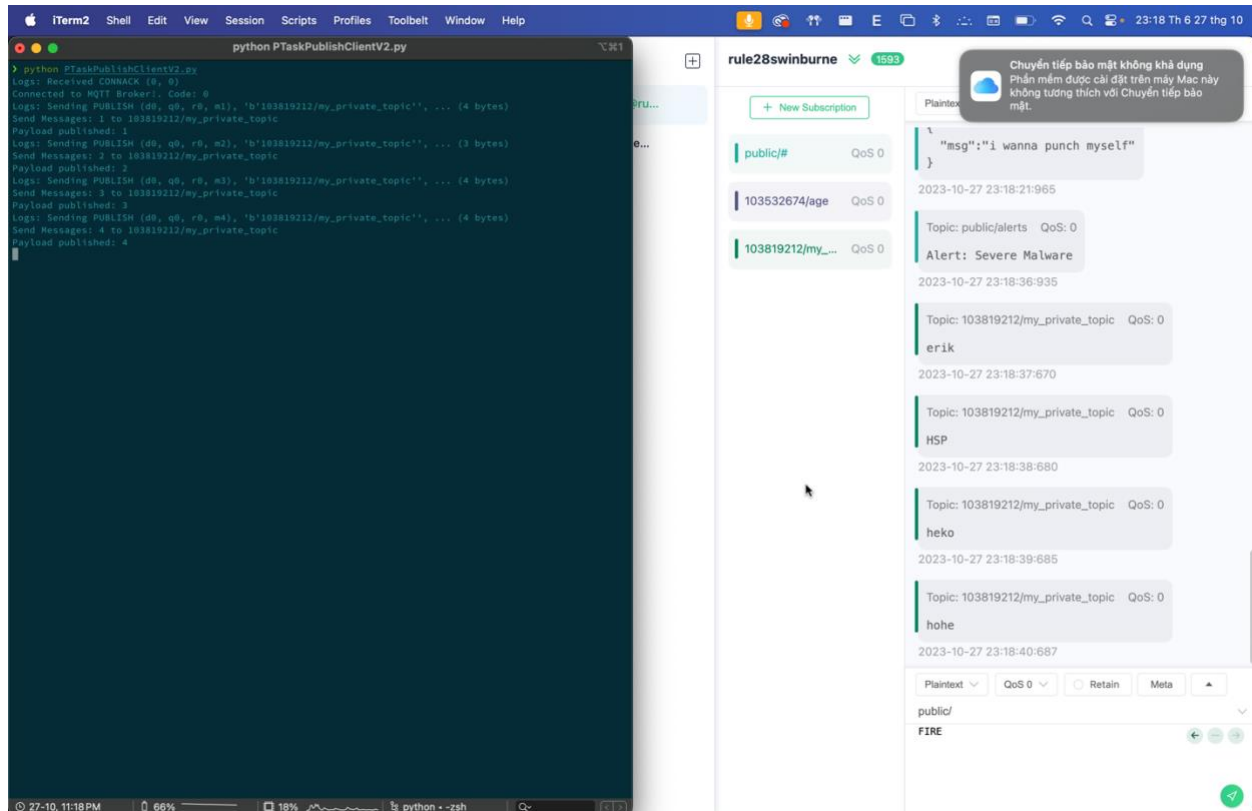 iTerm2 Shell Edit View Session Scripts Profiles Toolbelt Window Help
E
23:18 Th 6 27 thg 10
python PTaskPublishClientV2.py
⌥⌘1
❯ python PTaskPublishClientV2.py
Logs: Received CONNACK (0, 0)
Connected to MQTT Broker!. Code: 0
Logs: Sending PUBLISH (d0, q0, r0, m1), 'b'103819212/my_private_topic'', ... (4 bytes)
Send Messages: 1 to 103819212/my_private_topic
Payload published: 1
Logs: Sending PUBLISH (d0, q0, r0, m2), 'b'103819212/my_private_topic'', ... (3 bytes)
Send Messages: 2 to 103819212/my_private_topic
Payload published: 2
Logs: Sending PUBLISH (d0, q0, r0, m3), 'b'103819212/my_private_topic'', ... (4 bytes)
Send Messages: 3 to 103819212/my_private_topic
Payload published: 3
Logs: Sending PUBLISH (d0, q0, r0, m4), 'b'103819212/my_private_topic'', ... (4 bytes)
Send Messages: 4 to 103819212/my_private_topic
Payload published: 4
27-10, 11:18 PM 66% 18% python • -zsh
ru...
e...
rule28swinburne 1593
+ New Subscription
public/# QoS 0
103532674/age QoS 0
103819212/my_... QoS 0
Chuyển tiếp bảo mật không khả dụng
Phần mềm được cài đặt trên máy Mac này
không tương thích với Chuyển tiếp bảo
mật.
Plaintex
{
"msg":"i wanna punch myself"
}
2023-10-27 23:18:21:965
Topic: public/alerts QoS: 0
Alert: Severe Malware
2023-10-27 23:18:36:935
Topic: 103819212/my_private_topic QoS: 0
erik
2023-10-27 23:18:37:670
Topic: 103819212/my_private_topic QoS: 0
HSP
2023-10-27 23:18:38:680
Topic: 103819212/my_private_topic QoS: 0
heko
2023-10-27 23:18:39:685
Topic: 103819212/my_private_topic QoS: 0
hohe
2023-10-27 23:18:40:687
Plaintext QoS 0 Retain Meta
public/
FIRE